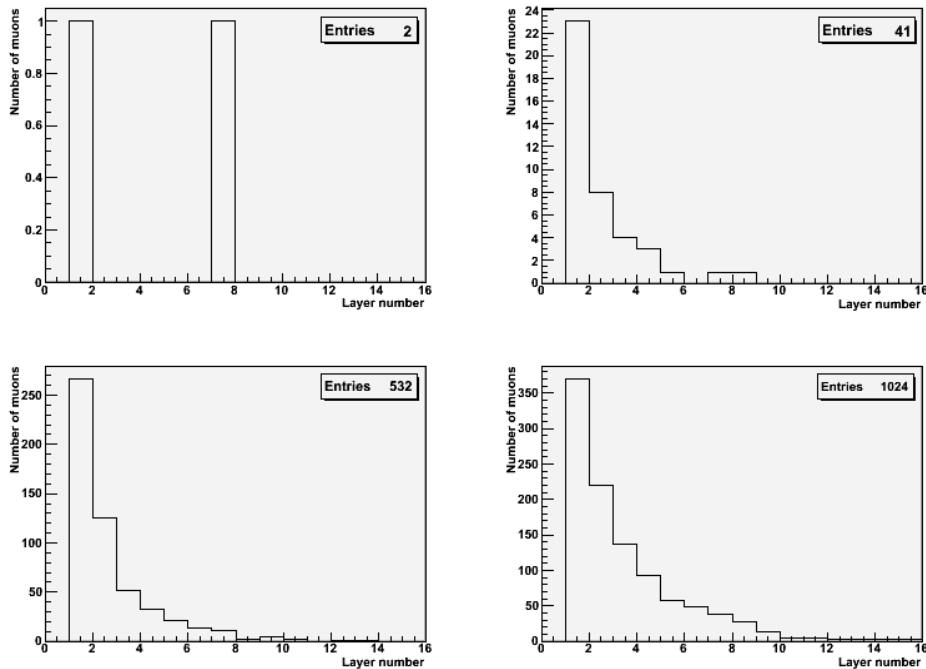 Number of muons
1
0.8
0.6
0.4
0.2
0
Entries 2
0 2 4 6 8 10 12 14 16
Layer number
Number of muons
24
22
20
18
16
14
12
10
8
6
4
2
0
Entries 41
0 2 4 6 8 10 12 14 16
Layer number
Number of muons
250
200
150
100
50
0
Entries 532
0 2 4 6 8 10 12 14 16
Layer number
Number of muons
350
300
250
200
150
100
50
0
Entries 1024
0 2 4 6 8 10 12 14 16
Layer number